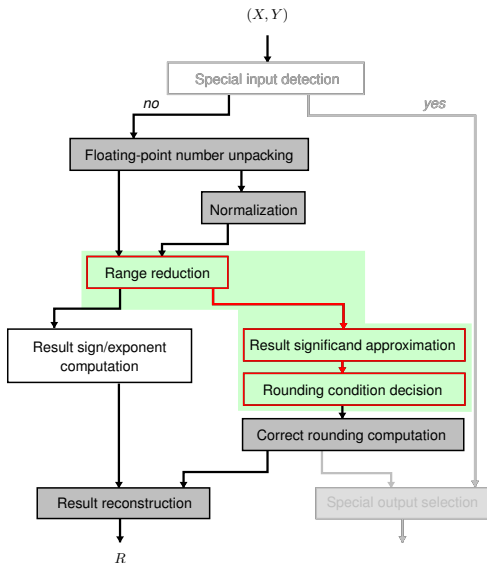 (X, Y)
Special input detection
no
yes
Floating-point number unpacking
Normalization
Range reduction
Result sign/exponent
computation
Result significand approximation
Rounding condition decision
Correct rounding computation
Result reconstruction
Special output selection
R